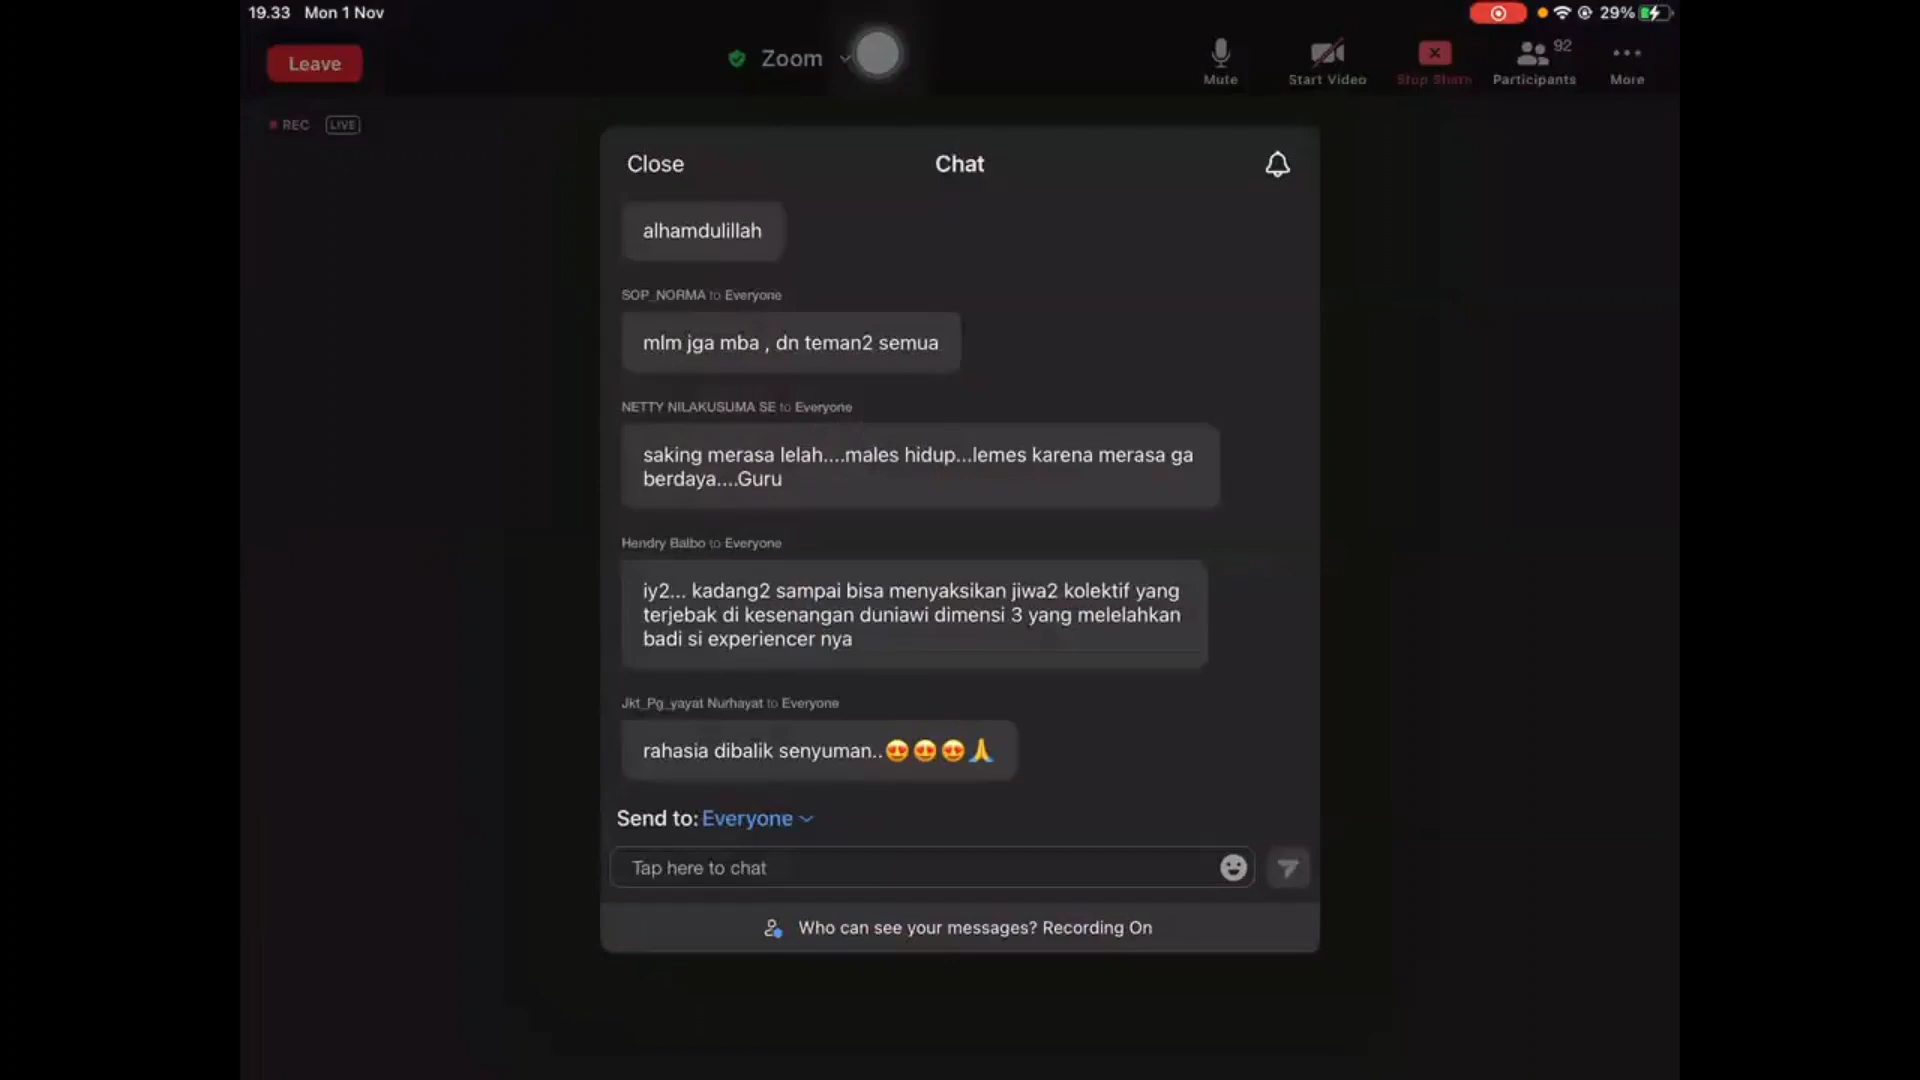 19.33 Mon 1 Nov
29%
Leave
Zoom
Mute
Start Video
Stop Share
92
Participants
More
REC LIVE
Close
Chat
alhamdulillah
SOP_NORMA to Everyone
mlm jga mba , dn teman2 semua
NETTY NILAKUSUMA SE to Everyone
saking merasa lelah....males hidup...lemes karena merasa ga
berdaya....Guru
Hendry Balbo to Everyone
iy2... kadang2 sampai bisa menyaksikan jiwa2 kolektif yang
terjebak di kesenangan duniawi dimensi 3 yang melelahkan
badi si experiencer nya
Jkt_Pg_yayat Nurhayat to Everyone
rahasia dibalik senyuman..😍😍😍🙏
Send to: Everyone
Tap here to chat
Who can see your messages? Recording On